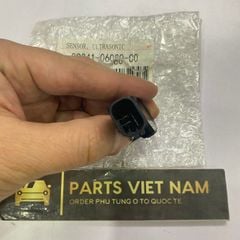 SENSOR, ULTRASONIC
89341-06060-C0
PARTS VIET NAM
ORDER PHU TUNG O TO QUOC TE